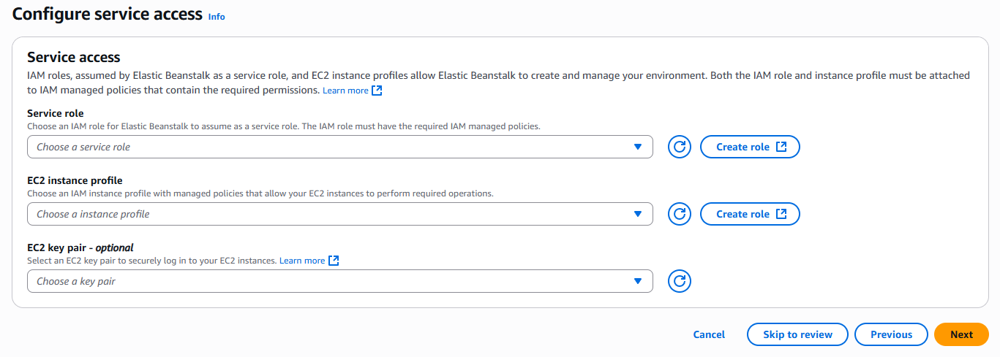 Configure service access Info
Service access
IAM roles, assumed by Elastic Beanstalk as a service role, and EC2 instance profiles allow Elastic Beanstalk to create and manage your environment. Both the IAM role and instance profile must be attached
to IAM managed policies that contain the required permissions. Learn more
Service role
Choose an IAM role for Elastic Beanstalk to assume as a service role. The IAM role must have the required IAM managed policies.
Choose a service role
Create role
EC2 instance profile
Choose an IAM instance profile with managed policies that allow your EC2 instances to perform required operations.
Choose a instance profile
Create role
EC2 key pair - optional
Select an EC2 key pair to securely log in to your EC2 instances. Learn more
Choose a key pair
Cancel Skip to review Previous Next